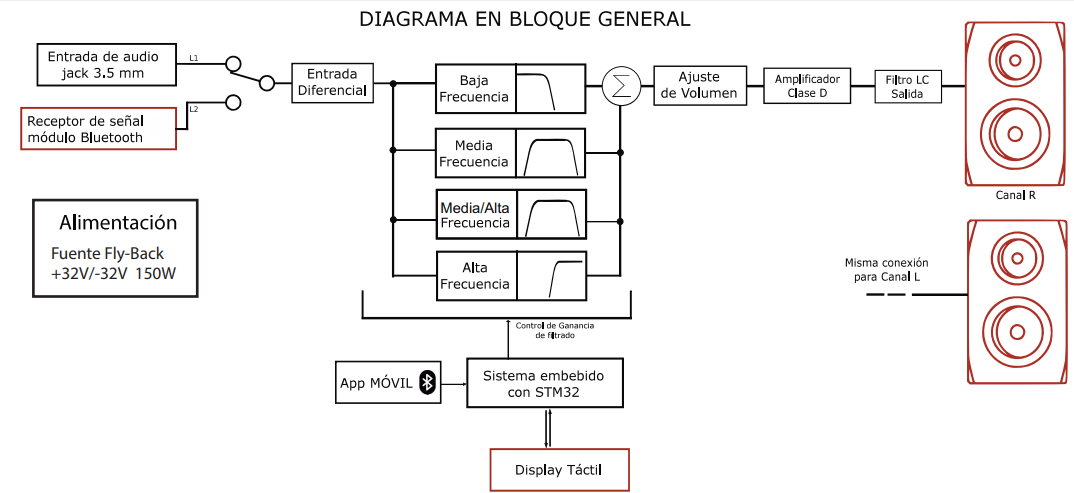 DIAGRAMA EN BLOQUE GENERAL
Entrada de audio
jack 3.5 mm
L1
L2
Receptor de señal
módulo Bluetooth
Entrada
Diferencial
Baja
Frecuencia
Media
Frecuencia
Media/Alta
Frecuencia
Alta
Frecuencia
Σ
Ajuste
de Volumen
Amplificador
Clase D
Filtro LC
Salida
Canal R
Alimentación
Fuente Fly-Back
+32V/-32V 150W
Misma conexión
para Canal L
Control de Ganancia
de filtrado
App MÓVIL
Sistema embebido
con STM32
Display Táctil